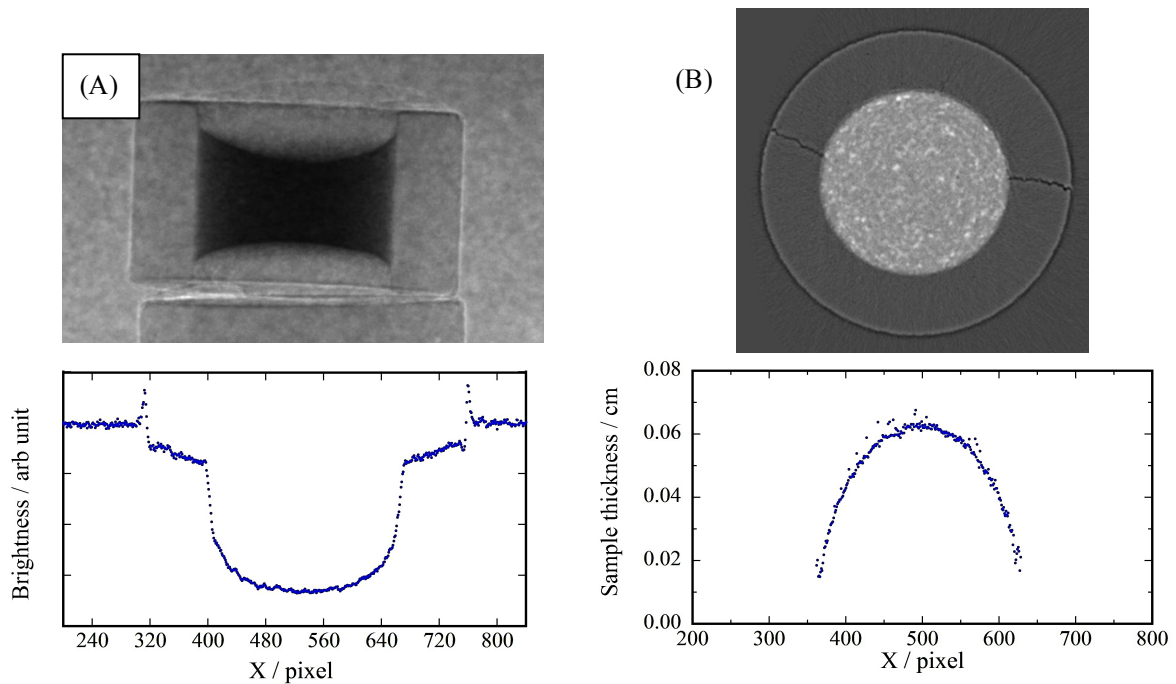 (A)
(B)
Brightness / arb unit
240 320 400 480 560 640 720 800
X / pixel
Sample thickness / cm
0.08
0.06
0.04
0.02
0.00
200 300 400 500 600 700 800
X / pixel